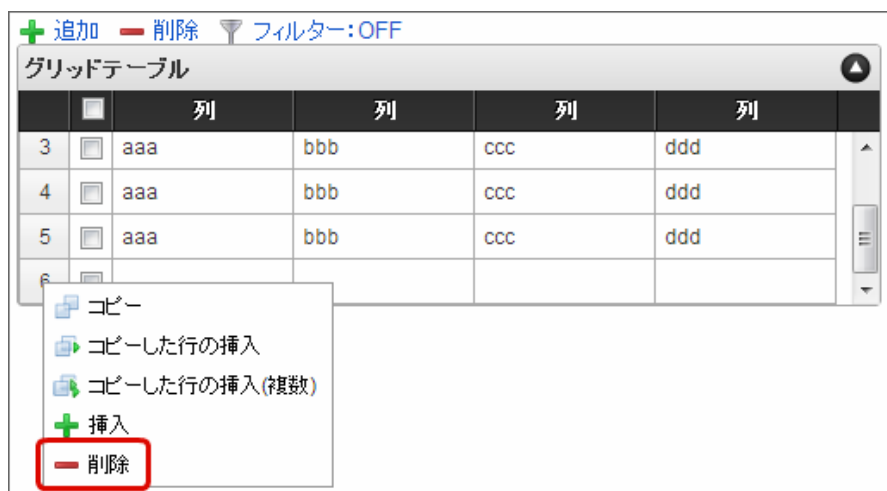 追加 削除 フィルター：OFF
グリッドテーブル
列 列 列 列
3 aaa bbb ccc ddd
4 aaa bbb ccc ddd
5 aaa bbb ccc ddd
6
コピー
コピーした行の挿入
コピーした行の挿入(複数)
挿入
削除